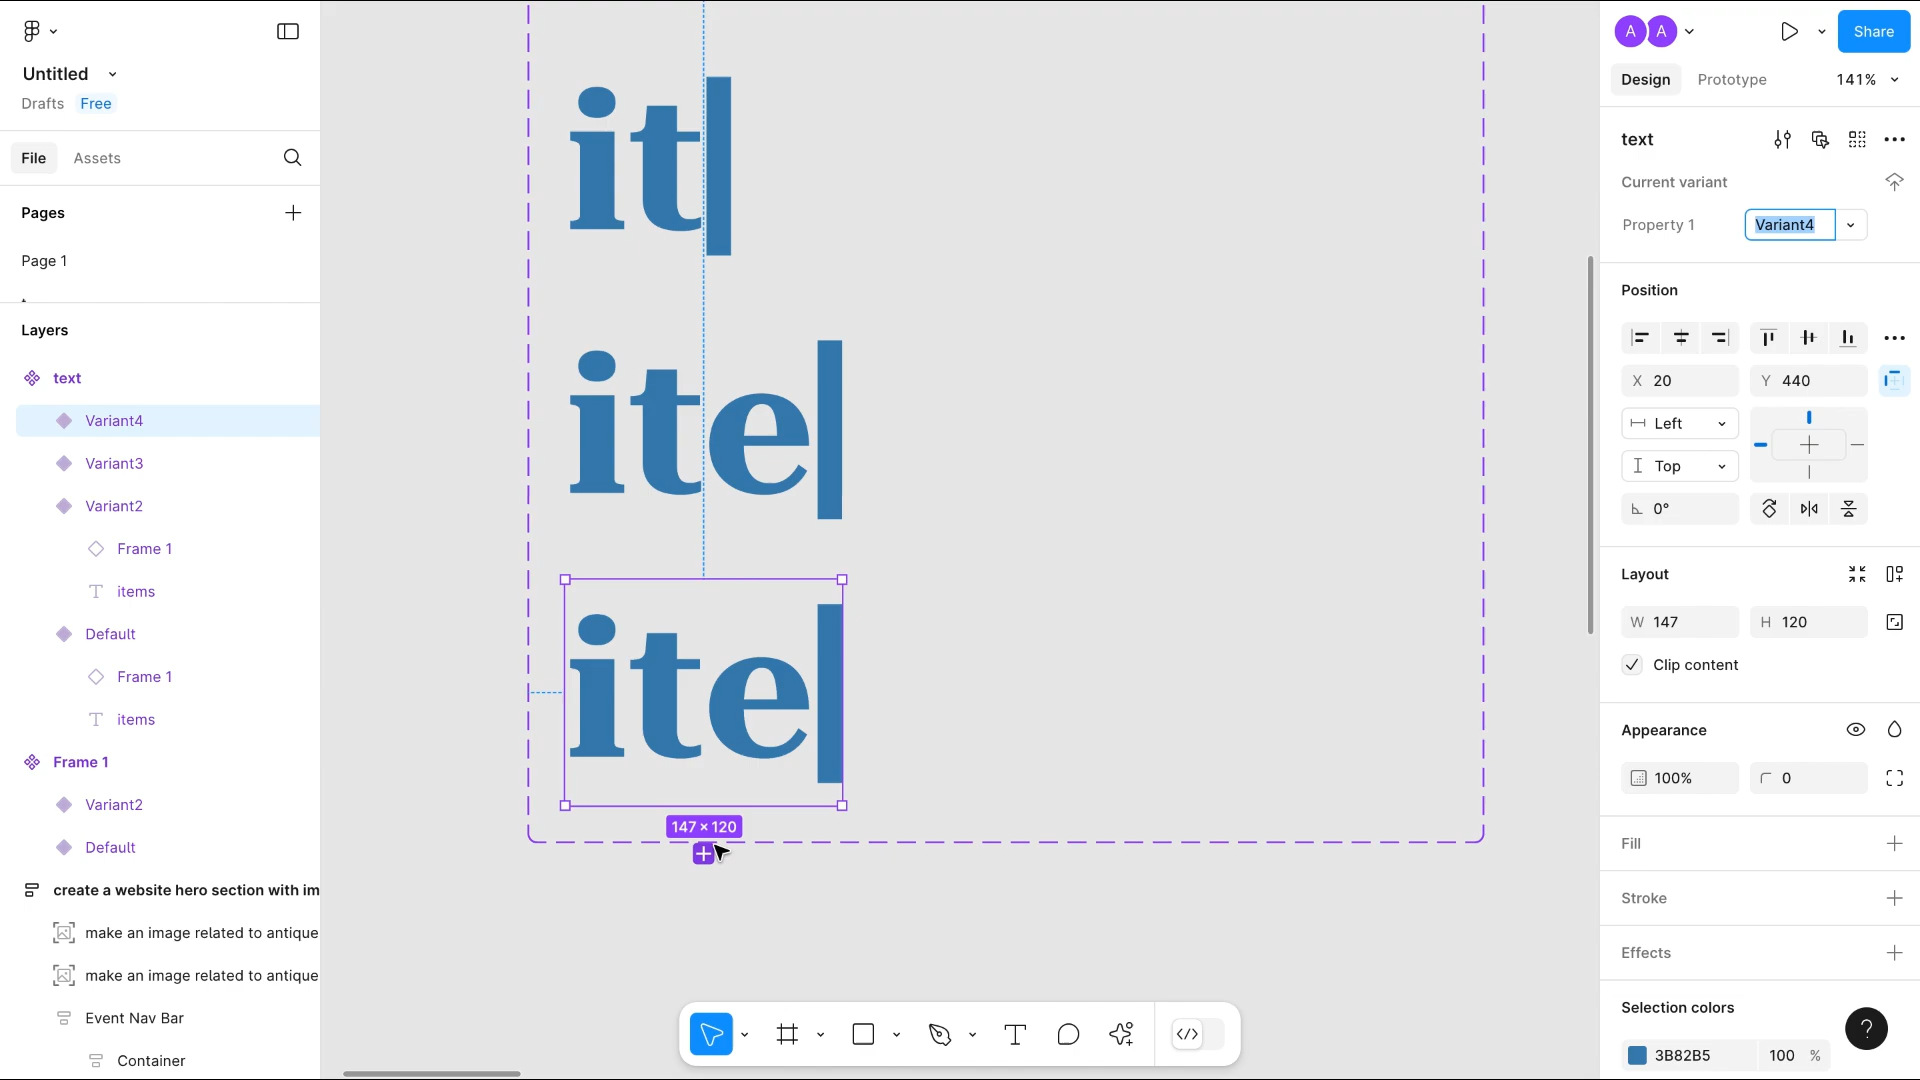 Untitled
Drafts Free
File Assets
Pages
Page 1
Layers
text
Variant4
Variant3
Variant2
Frame 1
items
Default
Frame 1
items
Frame 1
Variant2
Default
create a website hero section with im
make an image related to antique
make an image related to antique
Event Nav Bar
Container
it
ite
ite
147 × 120
A A
Share
Design Prototype 141%
text
Current variant
Property 1 Variant4
Position
X 20 Y 440
Left
Top
0°
Layout
W 147 H 120
Clip content
Appearance
100% 0
Fill
Stroke
Effects
Selection colors
3B82B5 100 %
?